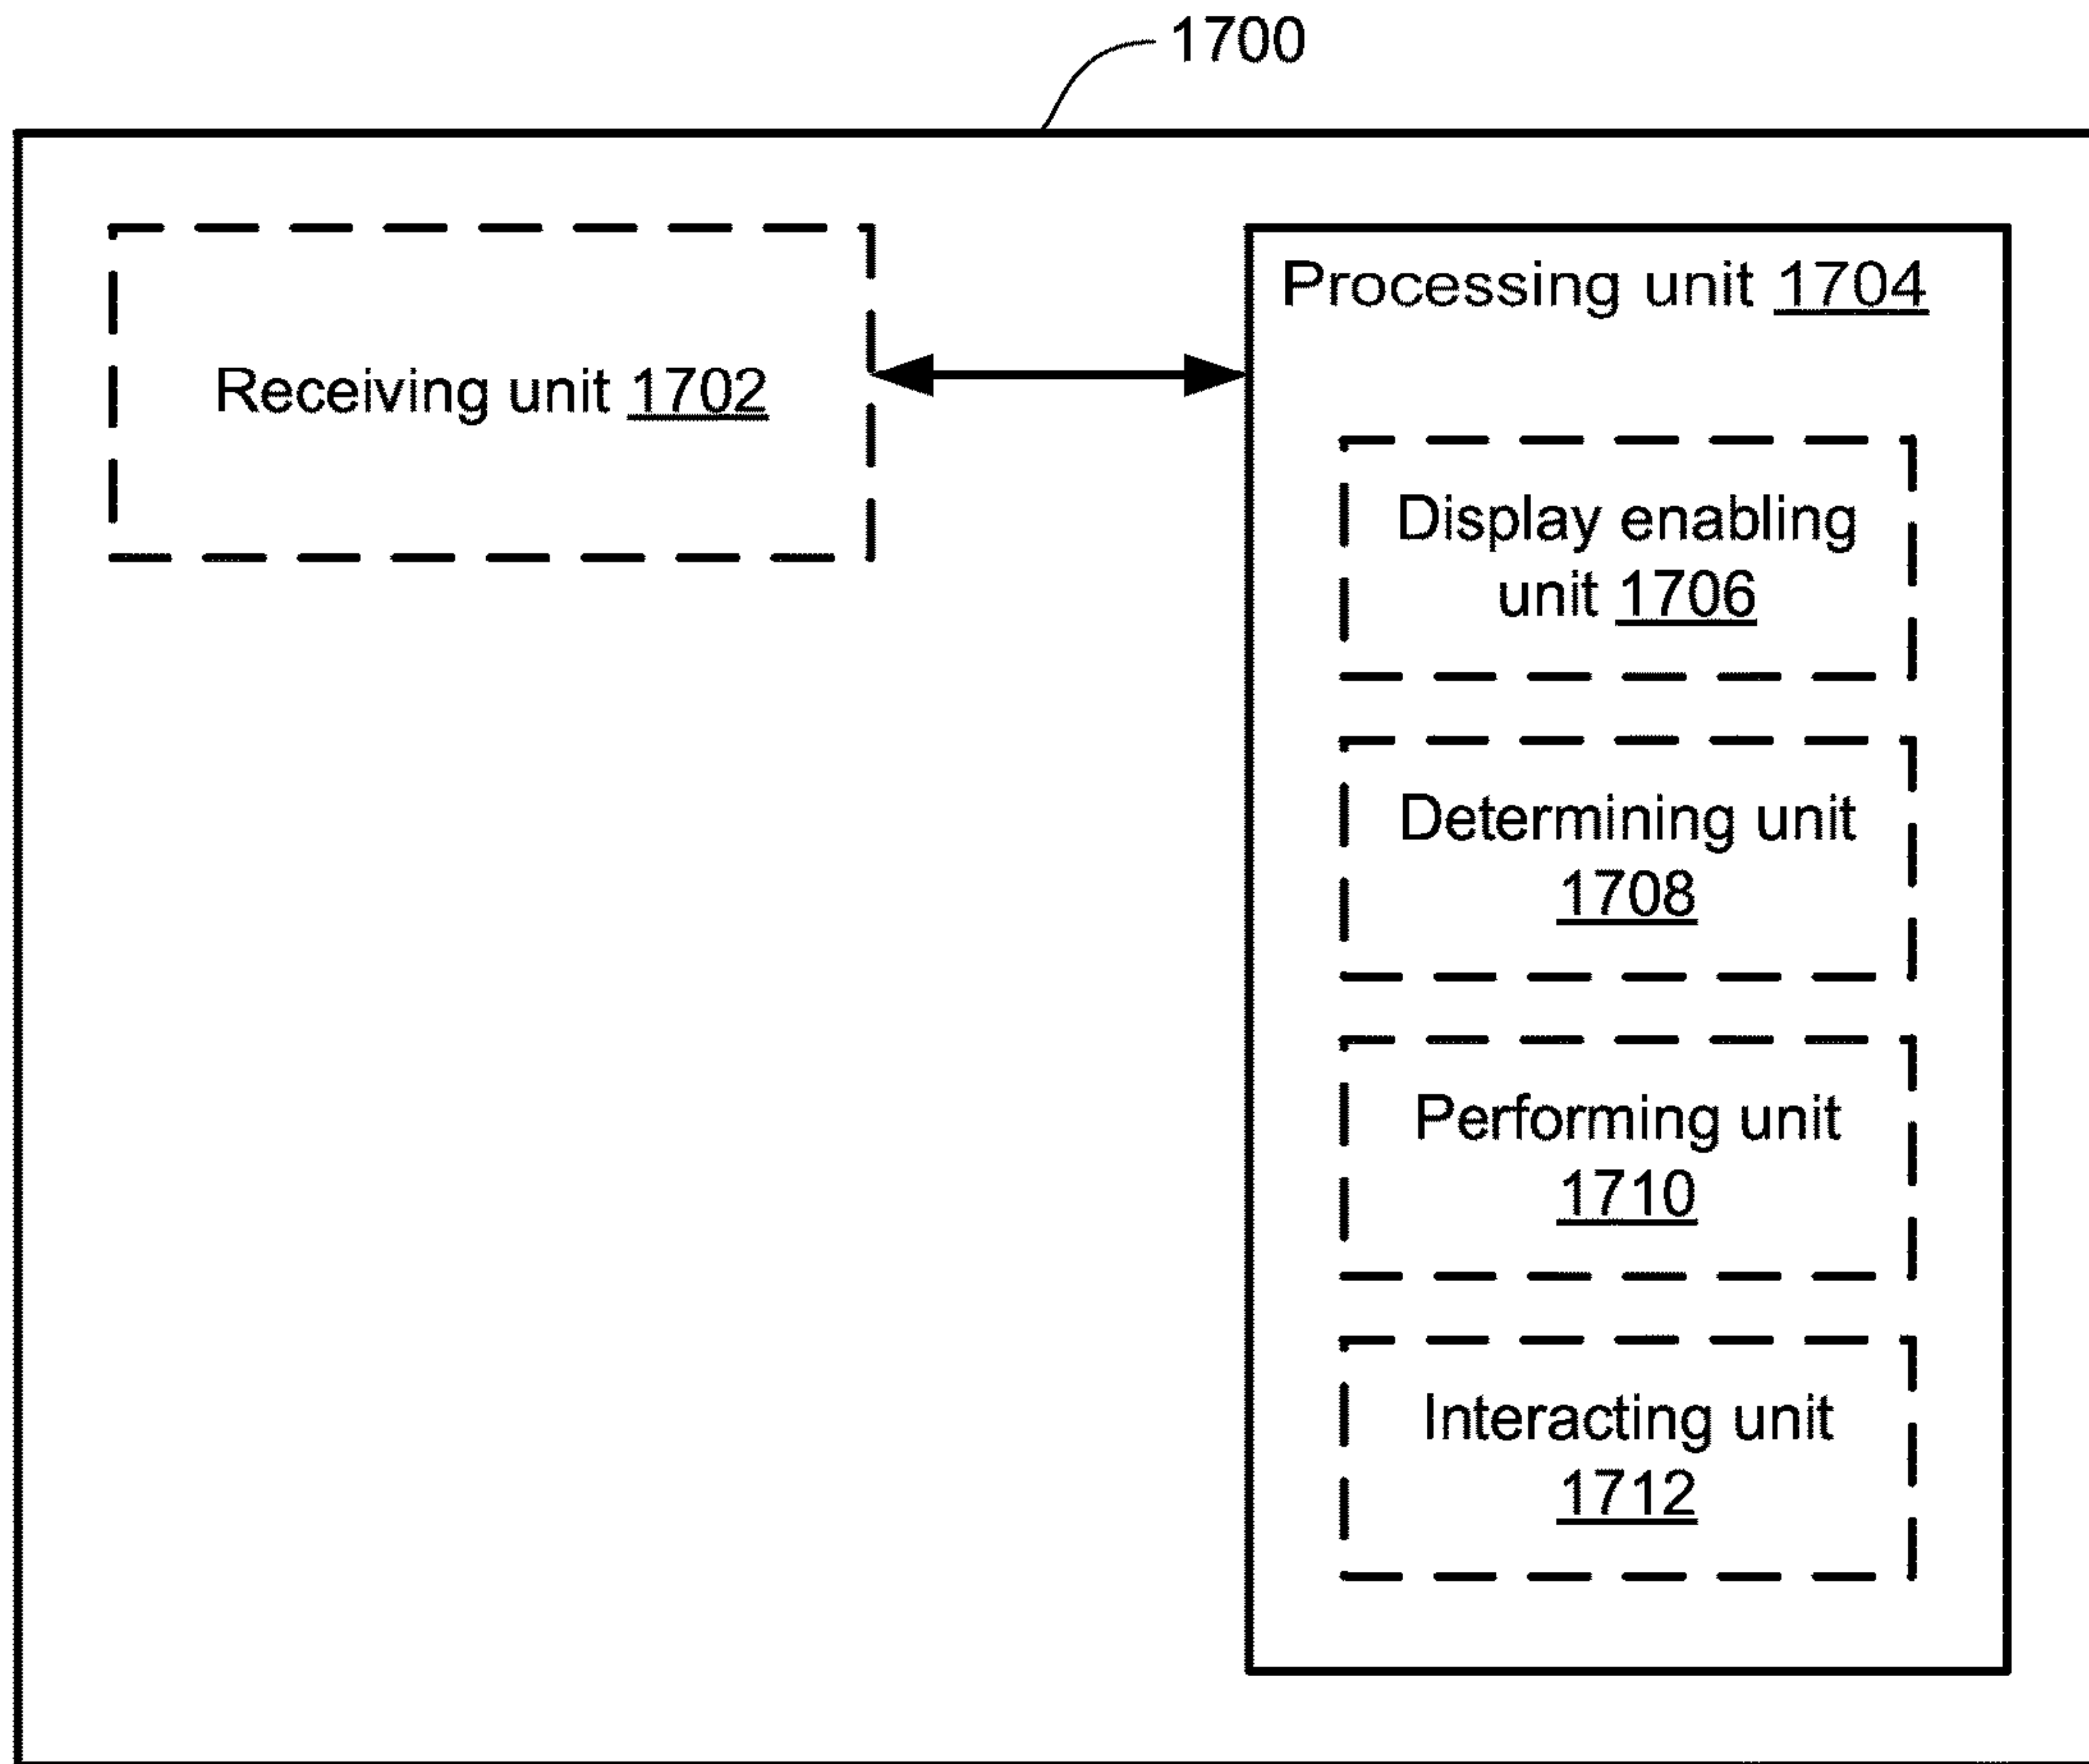 1700
Receiving unit 1702
Processing unit 1704
Display enabling
unit 1706
Determining unit
1708
Performing unit
1710
Interacting unit
1712